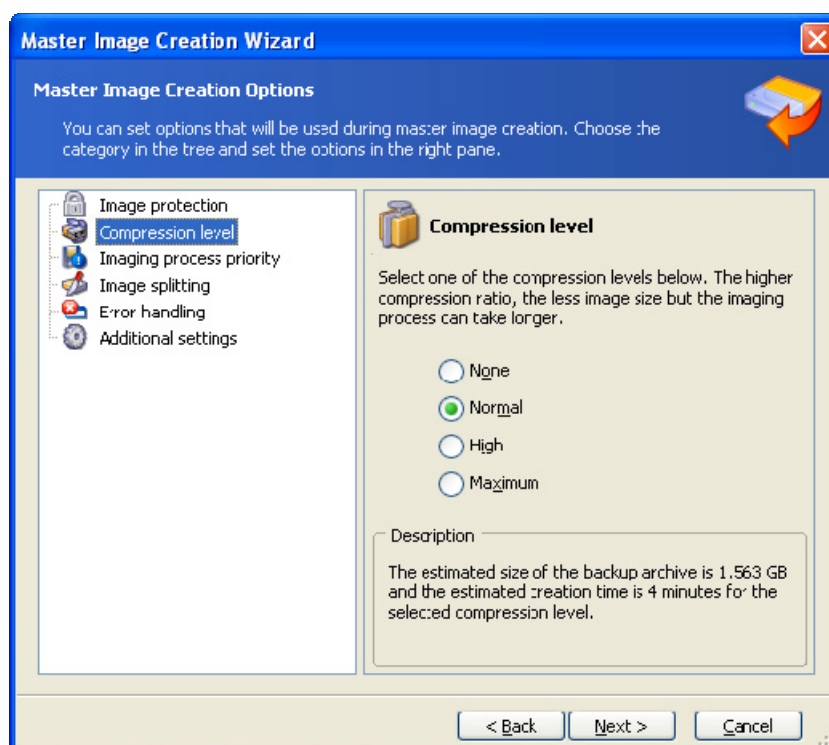 Master Image Creation Wizard
Master Image Creation Options
You can set options that will be used during master image creation. Choose the
category in the tree and set the options in the right pane.
Image protection
Compression level
Imaging process priority
Image splitting
Error handling
Additional settings
Compression level
Select one of the compression levels below. The higher
compression ratio, the less image size but the imaging
process can take longer.
None
Normal
High
Maximum
Description
The estimated size of the backup archive is 1.563 GB
and the estimated creation time is 4 minutes for the
selected compression level.
< Back
Next >
Cancel